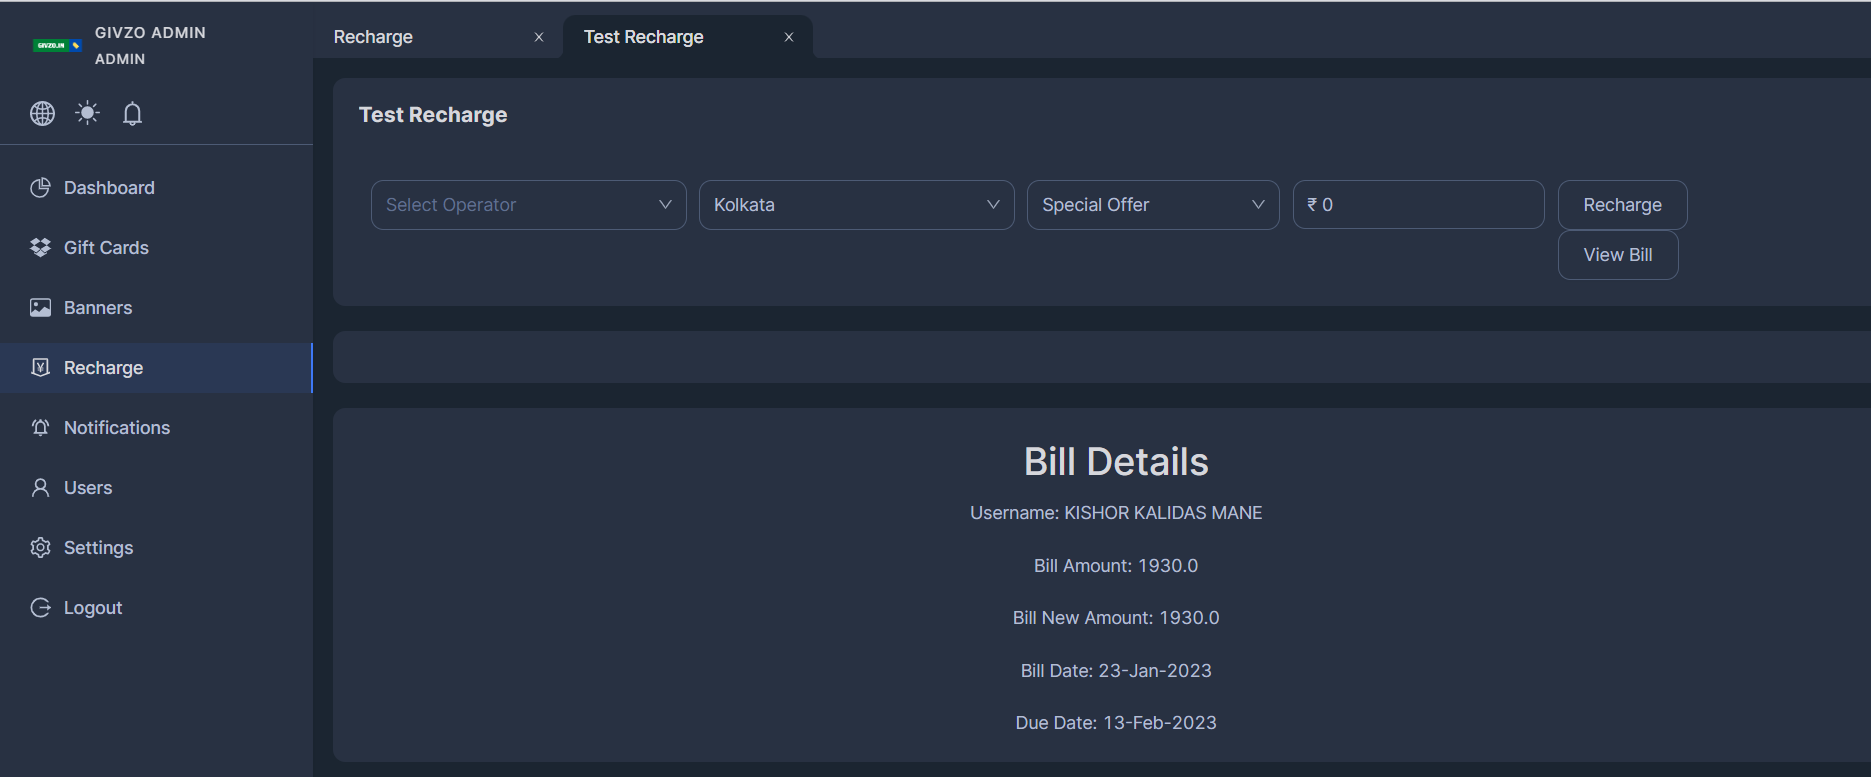 GIVZO.IN
GIVZO ADMIN
ADMIN
Dashboard
Gift Cards
Banners
Recharge
Notifications
Users
Settings
Logout
Recharge
Test Recharge
Test Recharge
Select Operator
Kolkata
Special Offer
₹ 0
Recharge
View Bill
Bill Details
Username: KISHOR KALIDAS MANE
Bill Amount: 1930.0
Bill New Amount: 1930.0
Bill Date: 23-Jan-2023
Due Date: 13-Feb-2023